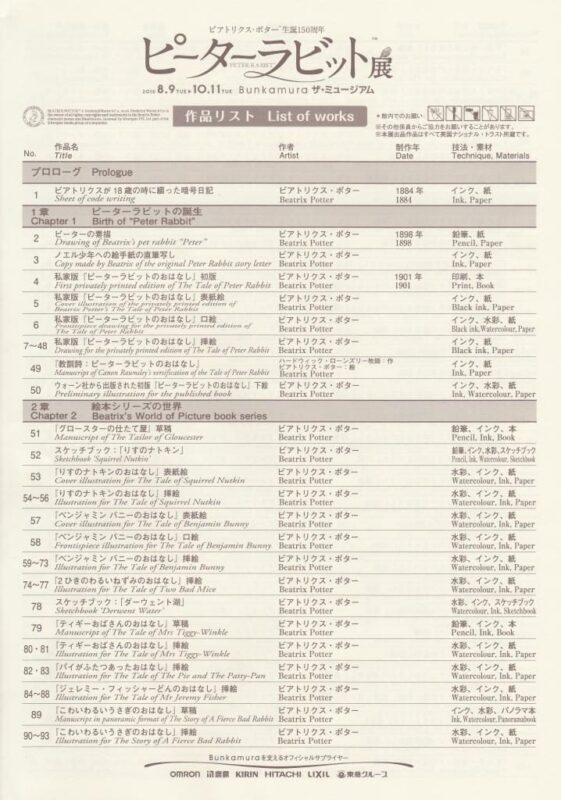 ビアトリクス・ポター™生誕150周年
ピーターラビット™展
PETER RABIT
2016 8.9 TUE ▸ 10.11 TUE Bunkamura ザ・ミュージアム
作品リスト List of works
＊館内でのお願い
※その他係員からご協力をお願いすることがあります。
※本展出品作品はすべて英国ナショナル・トラスト所蔵です。
No. 作品名 作者 制作年 技法・素材
Title Artist Date Technique, Materials
プロローグ Prologue
1 ビアトリクスが18歳の時に綴った暗号日記 ビアトリクス・ポター 1884年 インク、紙
Sheet of code writing Beatrix Potter 1884 Ink, Paper
1章 ピーターラビットの誕生
Chapter 1 Birth of "Peter Rabbit"
2 ピーターの素描 ビアトリクス・ポター 1898年 鉛筆、紙
Drawing of Beatrix's pet rabbit "Peter" Beatrix Potter 1898 Pencil, Paper
3 ノエル少年への絵手紙の直筆写し ビアトリクス・ポター インク、紙
Copy made by Beatrix of the original Peter Rabbit story letter Beatrix Potter Ink, Paper
4 私家版「ピーターラビットのおはなし」初版 ビアトリクス・ポター 1901年 印刷、本
First privately printed edition of The Tale of Peter Rabbit Beatrix Potter 1901 Print, Book
5 私家版「ピーターラビットのおはなし」表紙絵 ビアトリクス・ポター インク、紙
Cover illustration of the privately printed edition of
Beatrix Potter's The Tale of Peter Rabbit Beatrix Potter Black ink, Paper
6 私家版「ピーターラビットのおはなし」口絵 ビアトリクス・ポター インク、水彩、紙
Frontispiece drawing for the privately printed edition of
The Tale of Peter Rabbit Beatrix Potter Black ink,Watercolour,Paper
7〜48 私家版「ピーターラビットのおはなし」挿絵 ビアトリクス・ポター インク、紙
Drawing for the privately printed edition of The Tale of Peter Rabbit Beatrix Potter Black ink, Paper
49 「教訓詩：ピーターラビットのおはなし」 ハードウィック・ローンズリー牧師：作 インク、紙
ビアトリクス・ポター：絵
Manuscript of Canon Rawnsley's versification of the Tale of Peter Rabbit Ink, Paper
50 ウォーン社から出版された初版「ピーターラビットのおはなし」下絵 ビアトリクス・ポター インク、水彩、紙
Preliminary illustration for the published book Beatrix Potter Ink, Watercolour, Paper
2章 絵本シリーズの世界
Chapter 2 Beatrix's World of Picture book series
51 「グロースターの仕たて屋」草稿 ビアトリクス・ポター 鉛筆、インク、本
Manuscript of The Tailor of Gloucester Beatrix Potter Pencil, Ink, Book
52 スケッチブック：「りすのナトキン」 ビアトリクス・ポター 鉛筆、インク、水彩、スケッチブック
Sketchbook 'Squirrel Nutkin' Beatrix Potter Pencil, Ink, Watercolour, Sketchbook
53 「りすのナトキンのおはなし」表紙絵 ビアトリクス・ポター 水彩、インク、紙
Cover illustration for The Tale of Squirrel Nutkin Beatrix Potter Watercolour, Ink, Paper
54〜56 「りすのナトキンのおはなし」挿絵 ビアトリクス・ポター 水彩、インク、紙
Illustration for The Tale of Squirrel Nutkin Beatrix Potter Watercolour, Ink, Paper
57 「ベンジャミン バニーのおはなし」表紙絵 ビアトリクス・ポター 水彩、インク、紙
Cover illustration for The Tale of Benjamin Bunny Beatrix Potter Watercolour, Ink, Paper
58 「ベンジャミン バニーのおはなし」口絵 ビアトリクス・ポター 水彩、インク、紙
Frontispiece illustration for The Tale of Benjamin Bunny Beatrix Potter Watercolour, Ink, Paper
59〜73 「ベンジャミン バニーのおはなし」挿絵 ビアトリクス・ポター 水彩、インク、紙
Illustration for The Tale of Benjamin Bunny Beatrix Potter Watercolour, Ink, Paper
74〜77 「2ひきのわるいねずみのおはなし」挿絵 ビアトリクス・ポター 水彩、インク、紙
Illustration for The Tale of Two Bad Mice Beatrix Potter Watercolour, Ink, Paper
78 スケッチブック：「ダーウェント湖」 ビアトリクス・ポター 水彩、インク、スケッチブック
Sketchbook 'Derwent Water' Beatrix Potter Watercolour, Ink, Sketchbook
79 「ティギーおばさんのおはなし」草稿 ビアトリクス・ポター 鉛筆、インク、本
Manuscript of The Tale of Mrs Tiggy-Winkle Beatrix Potter Pencil, Ink, Book
80・81 「ティギーおばさんのおはなし」挿絵 ビアトリクス・ポター 水彩、インク、紙
Illustration for The Tale of Mrs Tiggy-Winkle Beatrix Potter Watercolour, Ink, Paper
82・83 「パイがふたつあったおはなし」挿絵 ビアトリクス・ポター 水彩、インク、紙
Illustration for The Tale of The Pie and The Patty-Pan Beatrix Potter Watercolour, Ink, Paper
84〜88 「ジェレミー・フィッシャーどんのおはなし」挿絵 ビアトリクス・ポター 水彩、インク、紙
Illustration for The Tale of Mr Jeremy Fisher Beatrix Potter Watercolour, Ink, Paper
89 「こわいわるいうさぎのおはなし」草稿 ビアトリクス・ポター インク、水彩、パノラマ本
Manuscript in panoramic format of The Story of A Fierce Bad Rabbit Beatrix Potter Ink, Watercolour, Panoramabook
90〜93 「こわいわるいうさぎのおはなし」挿絵 ビアトリクス・ポター 水彩、インク、紙
Illustration for The Story of A Fierce Bad Rabbit Beatrix Potter Watercolour, Ink, Paper
Bunkamuraを支えるオフィシャルサプライヤー
OMRON KIRIN HITACHI LIXIL 東急グループ